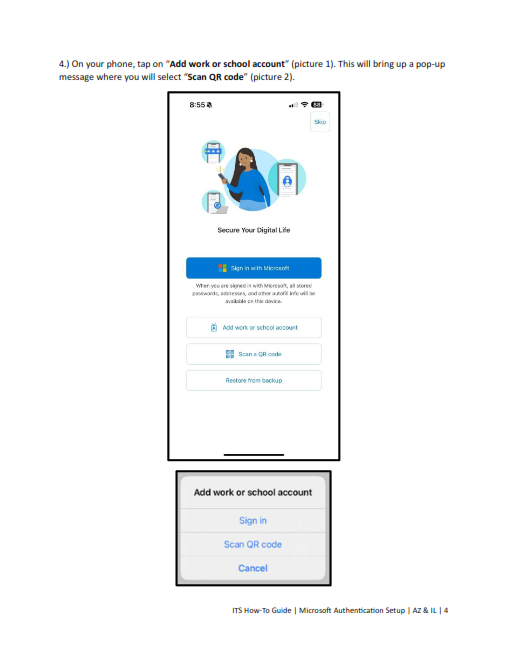 4.) On your phone, tap on “Add work or school account” (picture 1). This will bring up a pop-up
message where you will select “Scan QR code” (picture 2).
8:55
88
Skip
Secure Your Digital Life
Sign in with Microsoft
When you are signed in with Microsoft, all stored
passwords, addresses, and other autofill info will be
available on this device.
Add work or school account
Scan a QR code
Restore from backup
Add work or school account
Sign in
Scan QR code
Cancel
ITS How-To Guide | Microsoft Authentication Setup | AZ & IL | 4